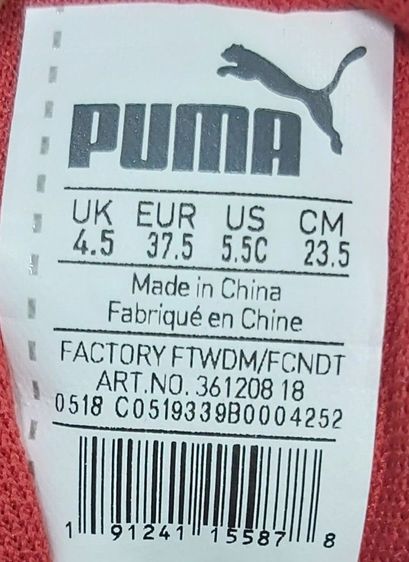 PUMA
UK EUR US CM
4.5 37.5 5.5C 23.5
Made in China
Fabriqué en Chine
FACTORY FTWDM/FCNDT
ART.NO. 361208 18
0518 C0519339B0004252
1 91241 15587 8